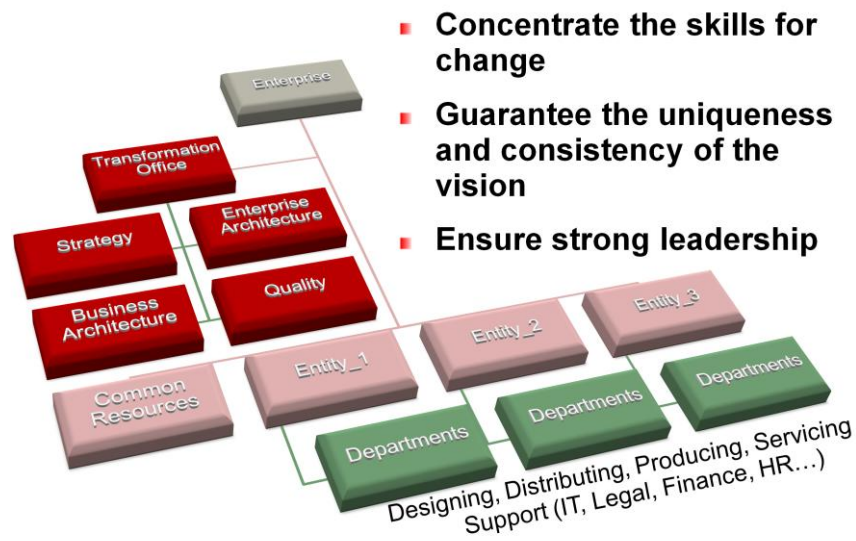 Concentrate the skills for
change
Guarantee the uniqueness
and consistency of the
vision
Ensure strong leadership
Enterprise
Transformation
Office
Strategy
Enterprise
Architecture
Business
Architecture
Quality
Common
Resources
Entity_1
Entity_2
Entity_3
Departments
Departments
Departments
Designing, Distributing, Producing, Servicing
Support (IT, Legal, Finance, HR...)